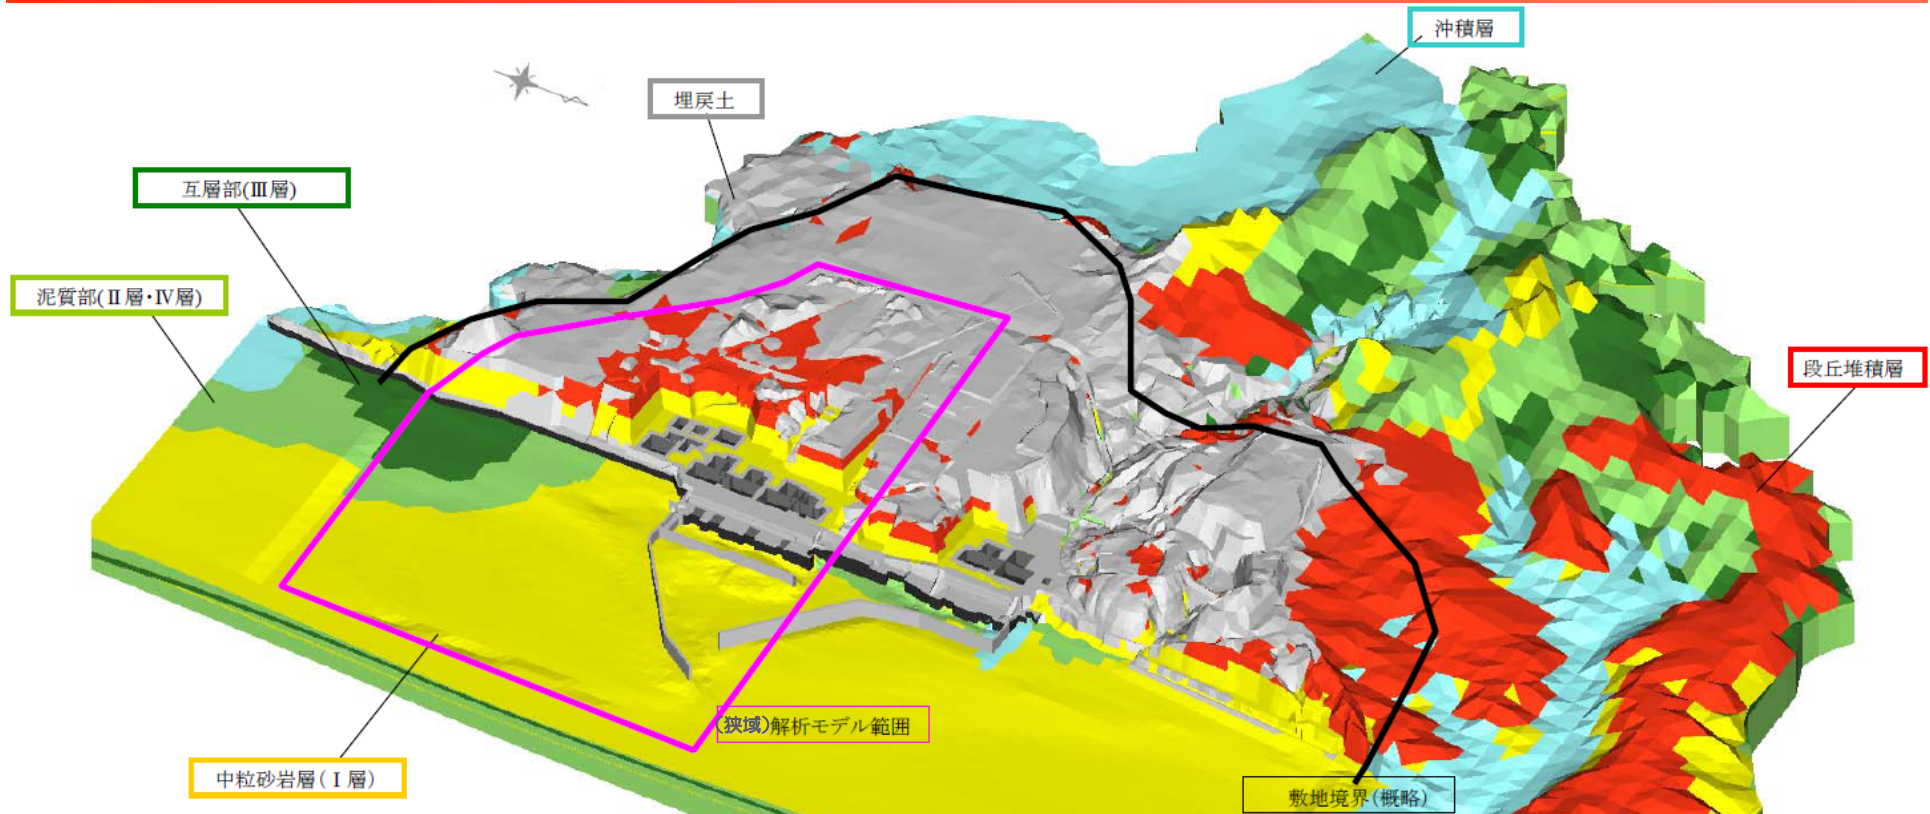 沖積層
埋戻土
互層部(Ⅲ層)
泥質部(Ⅱ層・Ⅳ層)
段丘堆積層
(狭域)解析モデル範囲
中粒砂岩層(Ⅰ層)
敷地境界(概略)